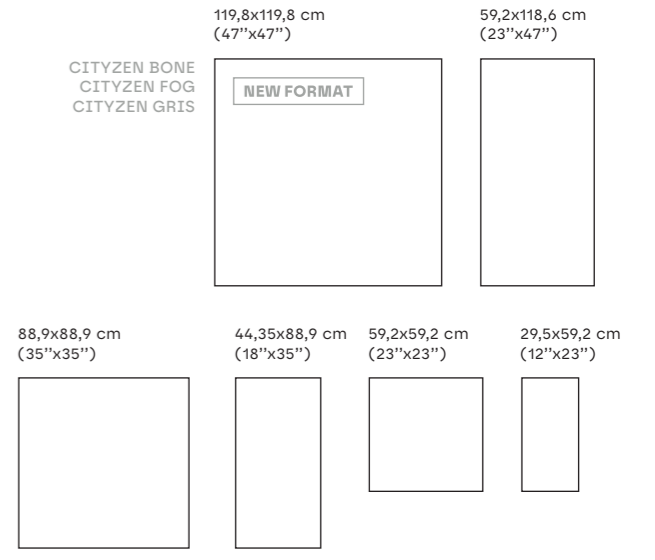 119,8x119,8 cm
(47’’x47’’)
59,2x118,6 cm
(23’’x47’’)
CITYZEN BONE
CITYZEN FOG
CITYZEN GRIS
NEW FORMAT
88,9x88,9 cm
(35’’x35’’)
44,35x88,9 cm
(18’’x35’’)
59,2x59,2 cm
(23’’x23’’)
29,5x59,2 cm
(12’’x23’’)